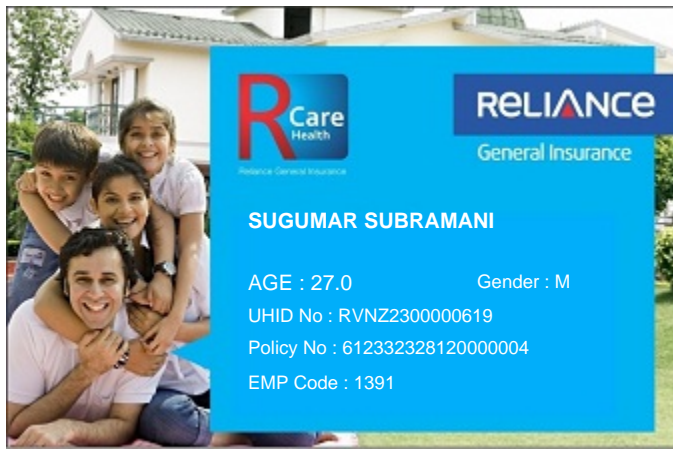 R Care
Health
Reliance General Insurance
RELIANCE
General Insurance
SUGUMAR SUBRAMANI
AGE : 27.0 Gender : M
UHID No : RVNZ2300000619
Policy No : 612332328120000004
EMP Code : 1391